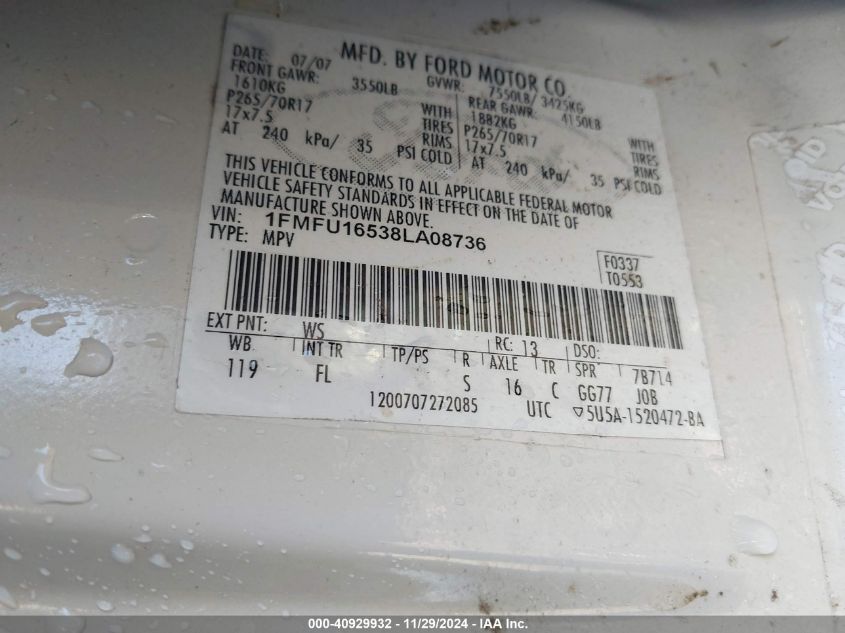 MFD. BY FORD MOTOR CO.
DATE: 07/07 GVWR: 7550LB/ 3425KG
FRONT GAWR: 3550LB REAR GAWR: 4150LB
1610KG WITH 1882KG WITH
P265/70R17 TIRES P265/70R17 TIRES
17x7.5 RIMS 17x7.5 RIMS
AT 240 kPa/ 35 PSI COLD AT 240 kPa/ 35 PSI COLD
THIS VEHICLE CONFORMS TO ALL APPLICABLE FEDERAL MOTOR
VEHICLE SAFETY STANDARDS IN EFFECT ON THE DATE OF
MANUFACTURE SHOWN ABOVE.
VIN: 1FMFU16538LA08736
TYPE: MPV
F0337
T0553
EXT PNT: WS RC: 13 DSO:
WB INT TR TP/PS R AXLE TR SPR 7B714
119 FL S 16 C GG77 JOB
1200707272085 UTC ▽5U5A-1520472-BA
VOID
000-40929932 - 11/29/2024 - IAA Inc.